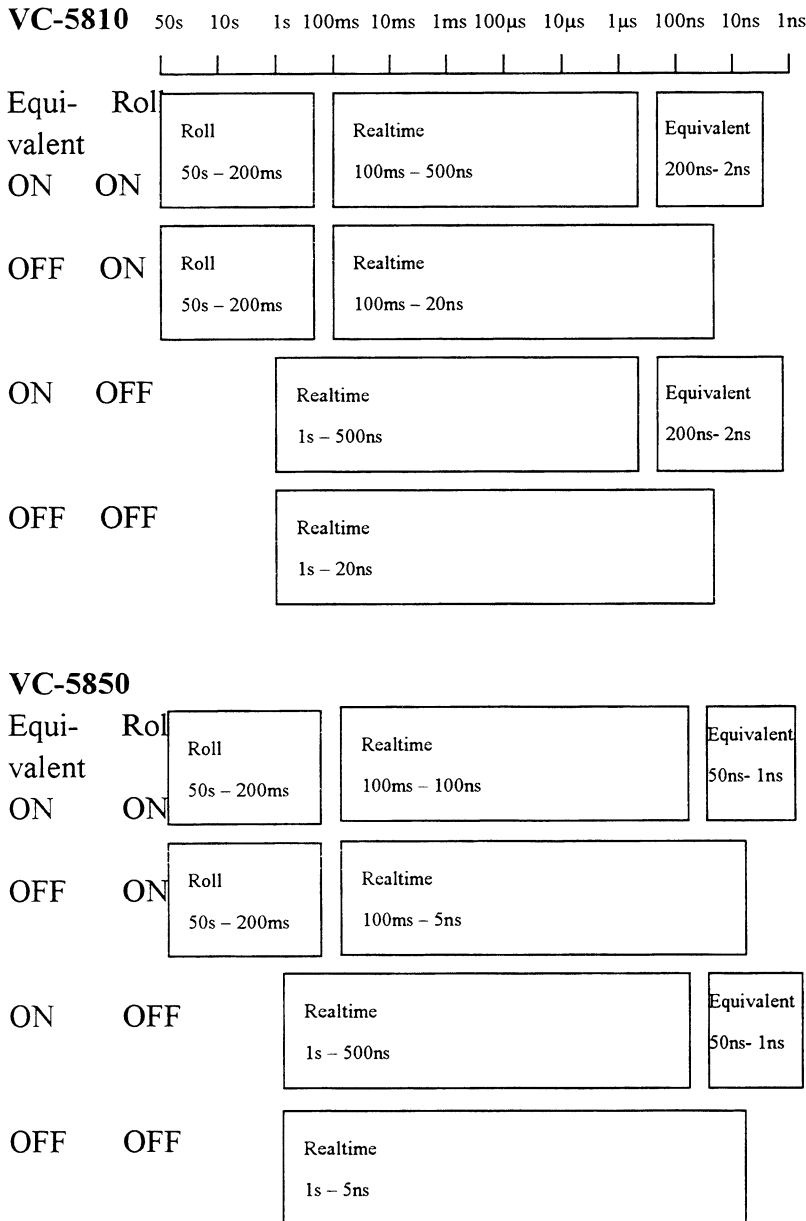 VC-5810 50s 10s 1s 100ms 10ms 1ms 100µs 10µs 1µs 100ns 10ns 1ns
Equi- Roll
valent
ON ON
Roll
50s – 200ms
Realtime
100ms – 500ns
Equivalent
200ns- 2ns
OFF ON
Roll
50s – 200ms
Realtime
100ms – 20ns
ON OFF
Realtime
1s – 500ns
Equivalent
200ns- 2ns
OFF OFF
Realtime
1s – 20ns
VC-5850
Equi- Rol
valent
ON ON
Roll
50s – 200ms
Realtime
100ms – 100ns
Equivalent
50ns- 1ns
OFF ON
Roll
50s – 200ms
Realtime
100ms – 5ns
ON OFF
Realtime
1s – 500ns
Equivalent
50ns- 1ns
OFF OFF
Realtime
1s – 5ns